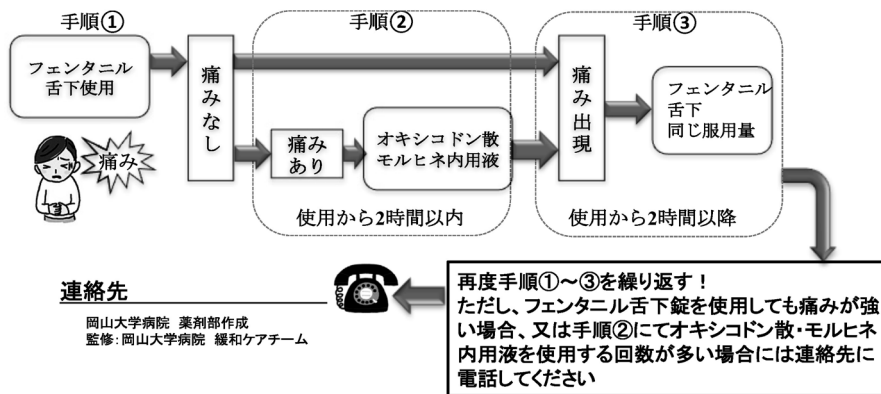 手順①
手順②
手順③
フェンタニル
舌下使用
痛みなし
痛み出現
フェンタニル
舌下
同じ服用量
痛み
あり
オキシコドン散
モルヒネ内用液
痛み
使用から2時間以内
使用から2時間以降
連絡先
岡山大学病院 薬剤部作成
監修:岡山大学病院 緩和ケアチーム
再度手順①～③を繰り返す！
ただし、フェンタニル舌下錠を使用しても痛みが強
い場合、又は手順②にてオキシコドン散・モルヒネ
内用液を使用する回数が多い場合には連絡先に
電話してください